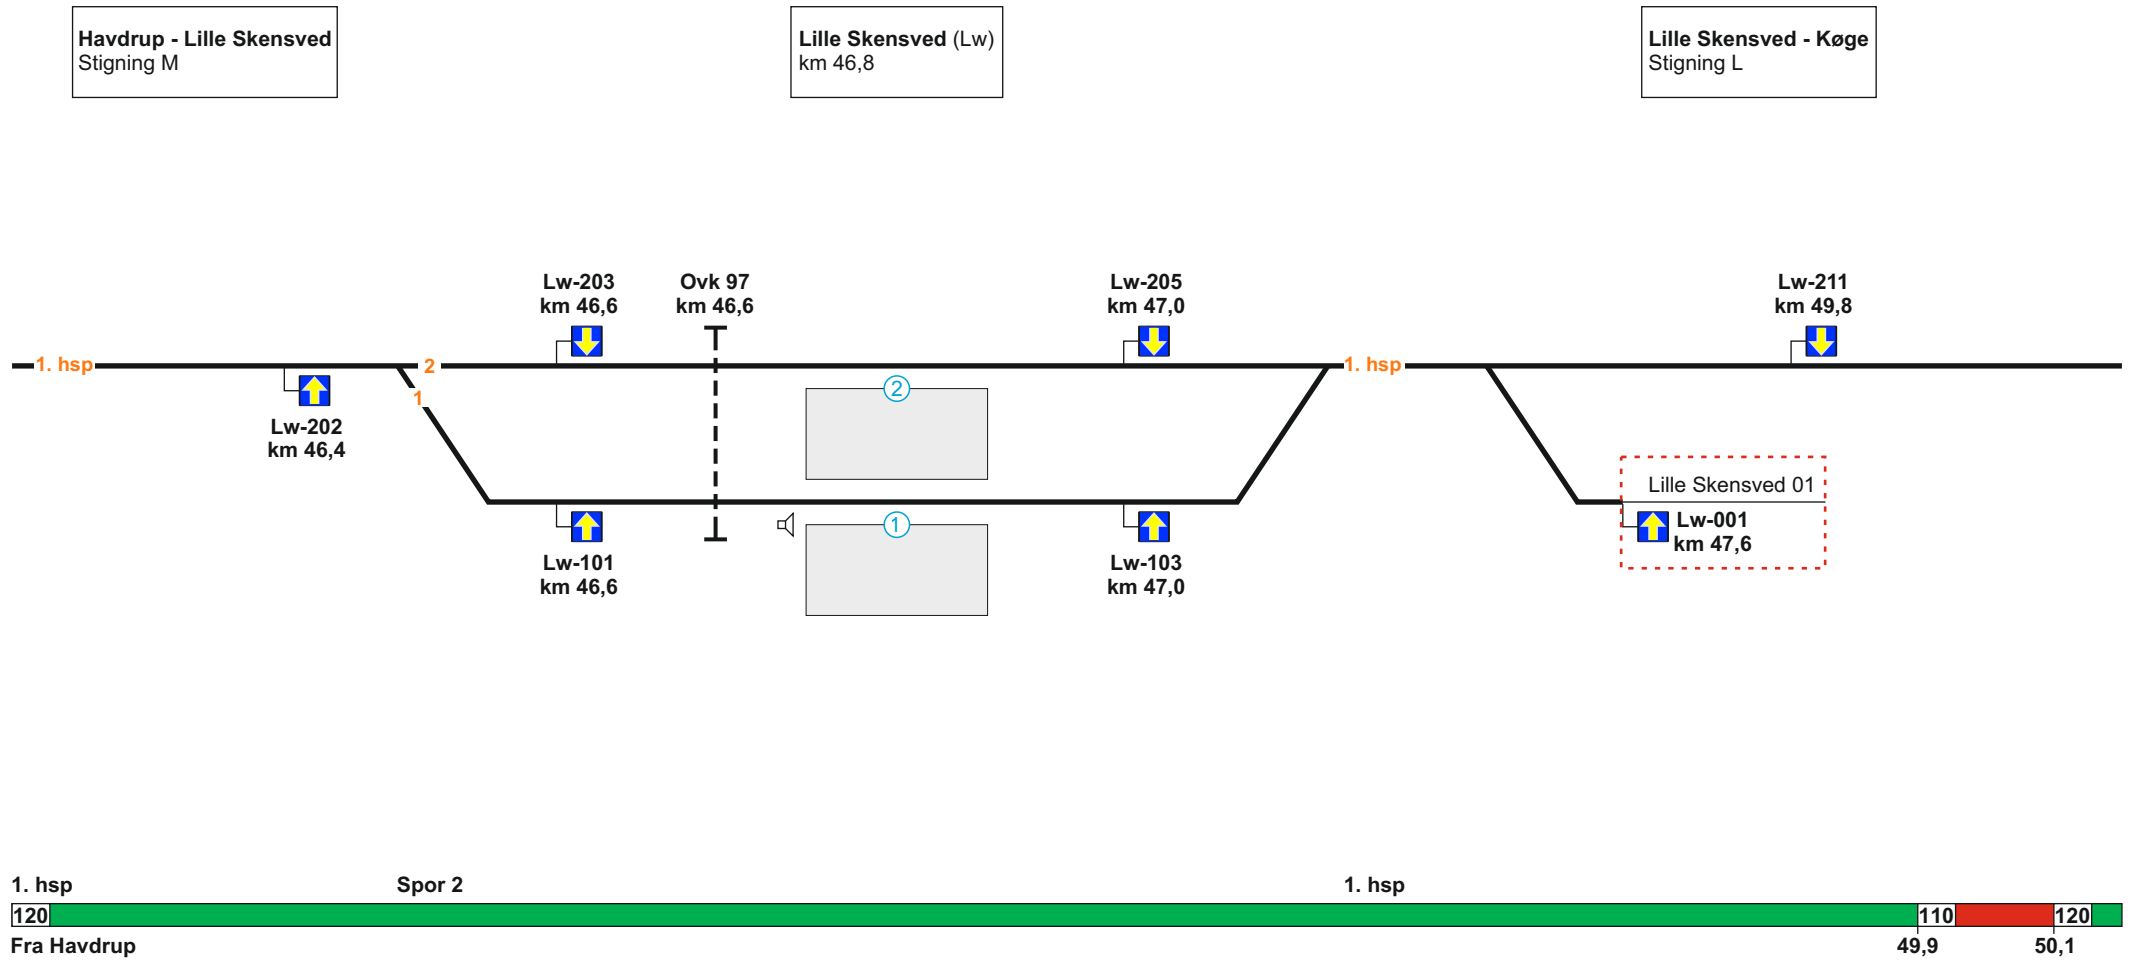 Havdrup - Lille Skensved
Stigning M
Lille Skensved (Lw)
km 46,8
Lille Skensved - Køge
Stigning L
Lw-203
km 46,6
Ovk 97
km 46,6
Lw-205
km 47,0
Lw-211
km 49,8
1. hsp
2
1. hsp
1
2
Lw-202
km 46,4
Lille Skensved 01
Lw-001
km 47,6
1
Lw-101
km 46,6
Lw-103
km 47,0
1. hsp
Spor 2
1. hsp
120
110
120
Fra Havdrup
49,9
50,1